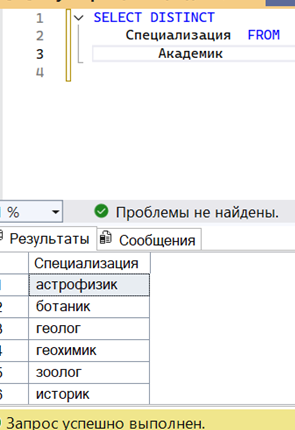 1 SELECT DISTINCT
2 Специализация FROM
3 Академик
4
%
Проблемы не найдены.
Результаты Сообщения
Специализация
астрофизик
2 ботаник
3 геолог
4 геохимик
5 зоолог
6 историк
Запрос успешно выполнен.